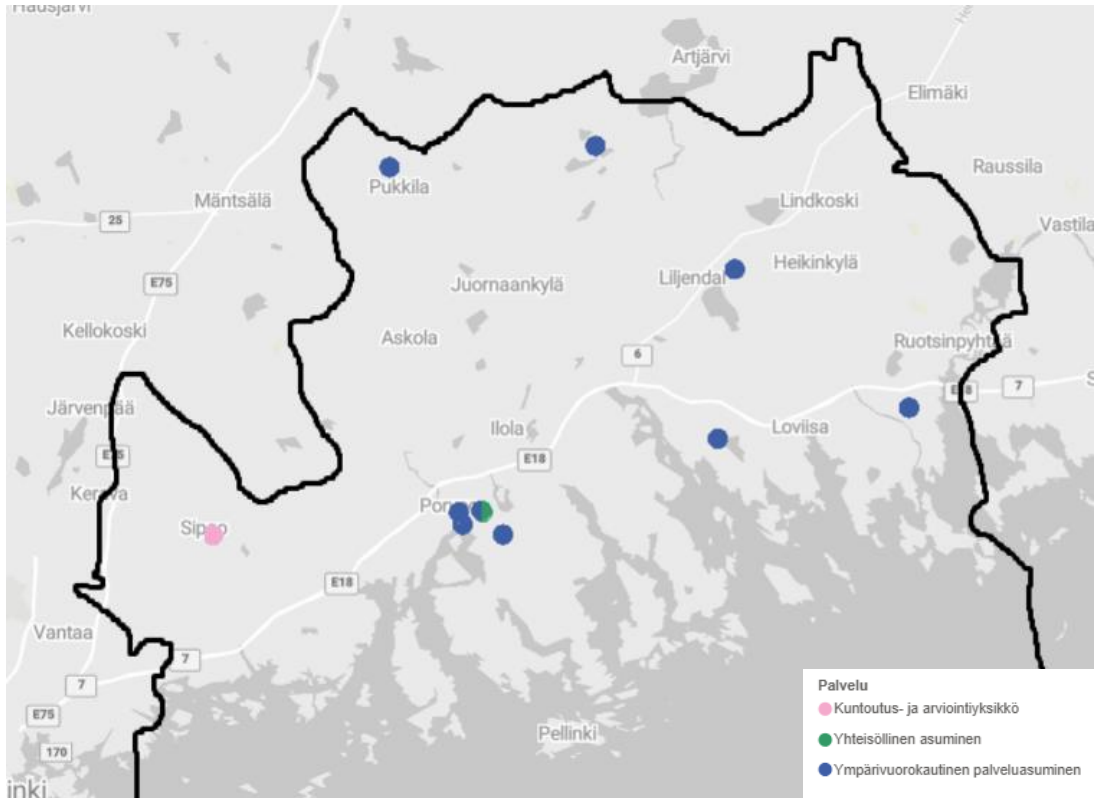 Hausjärvi
Artjärvi
Elimäki
Raussila
Pukkila
Mäntsälä
Lindkoski
25
Vastila
E75
Liljendal
Heikinkylä
Juornaankylä
Kellokoski
Askola
Ruotsinpyhtää
6
7
Järvenpää
Loviisa
Ilola
E18
Kerava
Sipoo
E18
Vantaa
7
7
E75
Pellinki
170
inki
Palvelu
Kuntoutus- ja arviointiyksikkö
Yhteisöllinen asuminen
Ympärivuorokautinen palveluasuminen